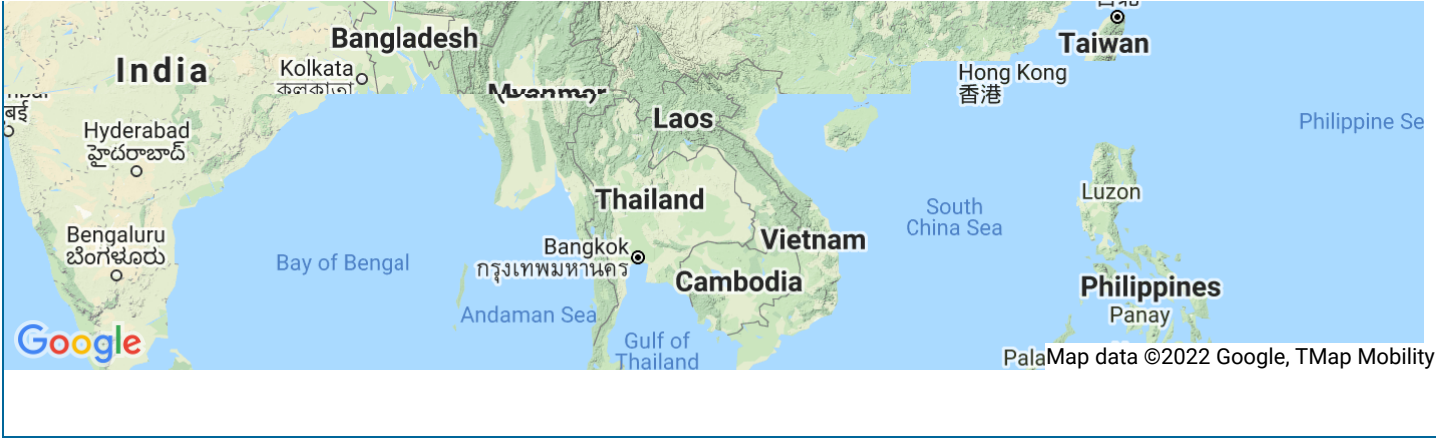 Bangladesh
Taiwan
India
Kolkata
Hong Kong
香港
Myanmar
Laos
Philippine Se
Hyderabad
హైదరాబాద్
Thailand
Luzon
South
China Sea
Bengaluru
ಬೆಂಗಳೂರು
Vietnam
Bangkok
กรุงเทพมหานคร
Bay of Bengal
Cambodia
Philippines
Andaman Sea
Panay
Google
Gulf of
Thailand
Pala
Map data ©2022 Google, TMap Mobility